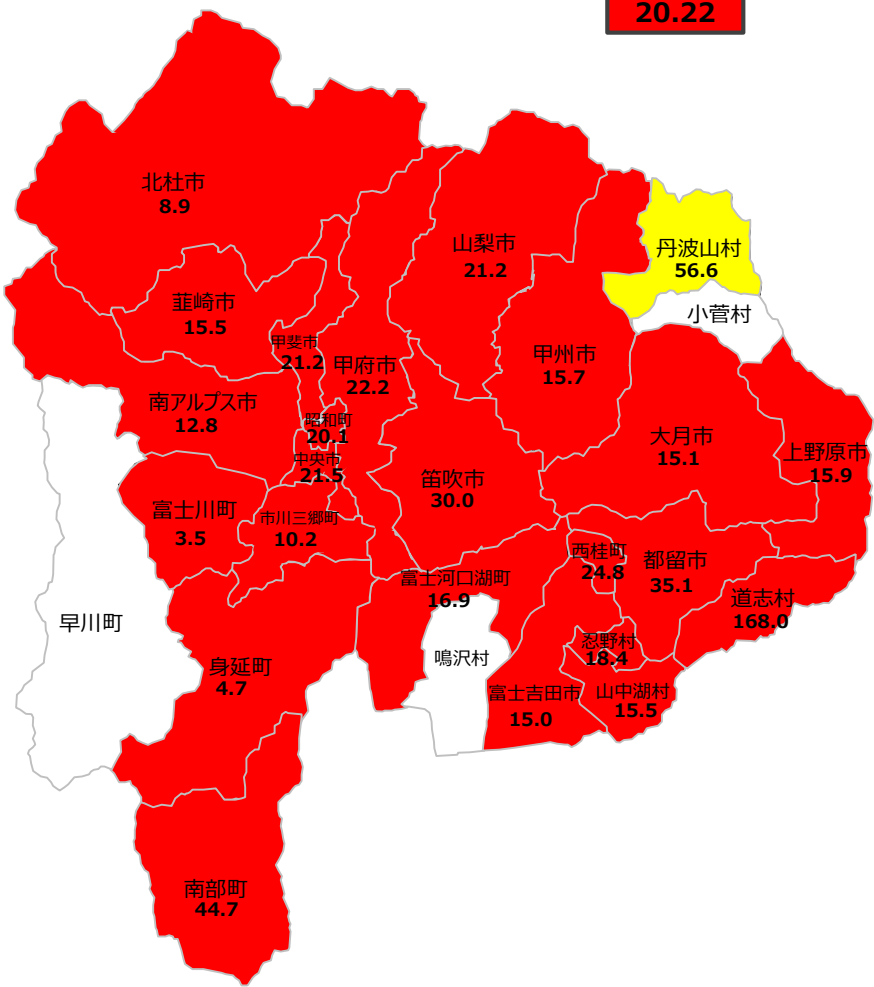 20.22
北杜市
8.9
山梨市
21.2
丹波山村
56.6
韮崎市
15.5
小菅村
甲斐市
21.2
甲府市
22.2
甲州市
15.7
南アルプス市
12.8
昭和町
20.1
大月市
15.1
上野原市
15.9
中央市
21.5
笛吹市
30.0
富士川町
3.5
市川三郷町
10.2
西桂町
24.8
都留市
35.1
富士河口湖町
16.9
道志村
168.0
早川町
忍野村
18.4
鳴沢村
身延町
4.7
富士吉田市
15.0
山中湖村
15.5
南部町
44.7